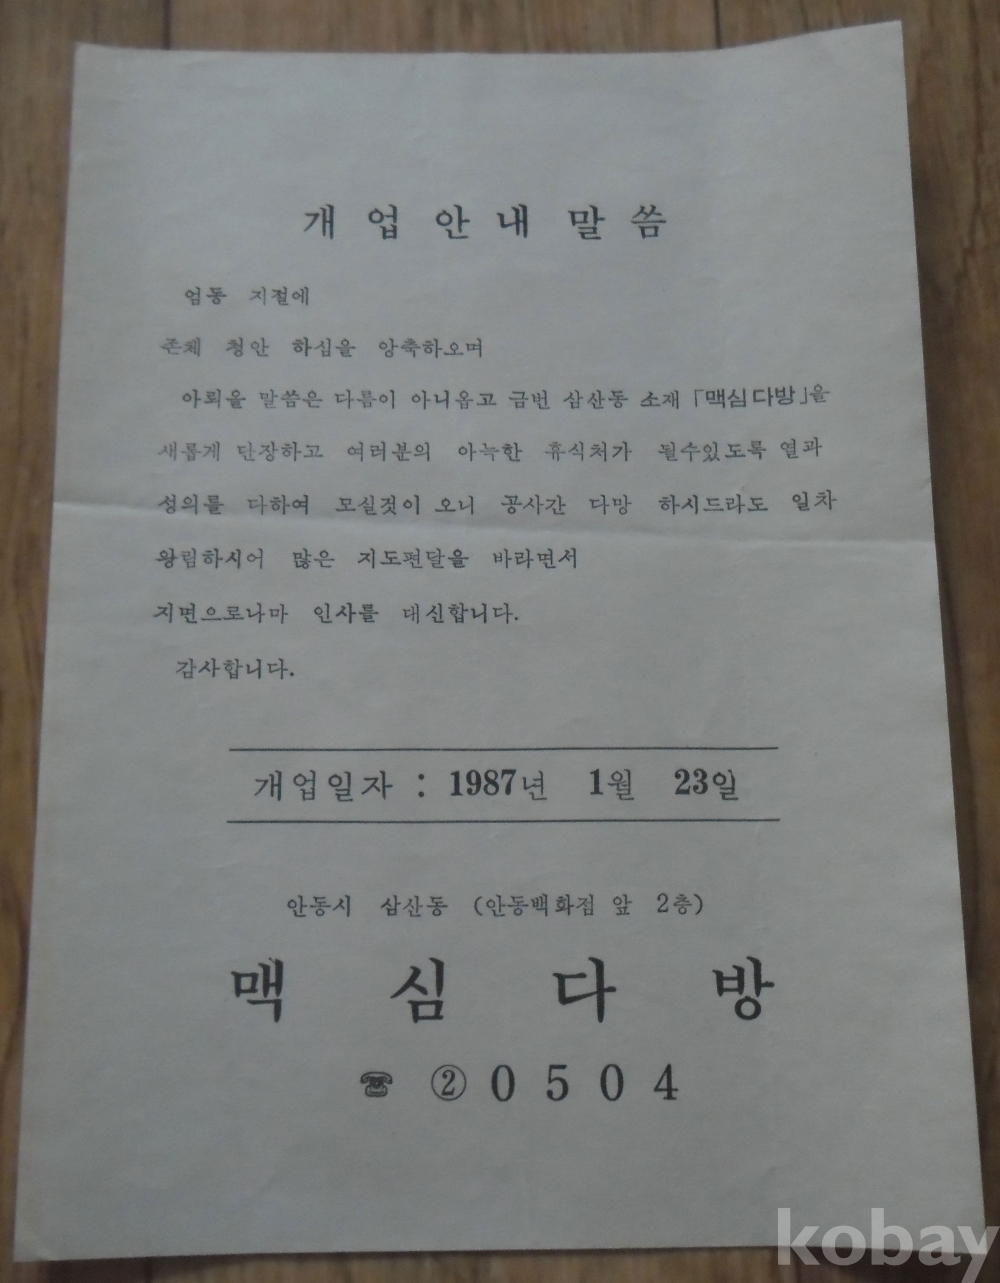 개업안내말씀
엄동 지절에
존체 청안 하심을 앙축하오며
아뢰을 말씀은 다름이 아니옵고 금번 삼산동 소재 「맥심다방」을
새롭게 단장하고 여러분의 아늑한 휴식처가 될수있도록 열과
성의를 다하여 모실것이 오니 공사간 다망 하시드라도 일차
왕림하시어 많은 지도편달을 바라면서
지면으로나마 인사를 대신합니다.
감사합니다.
개업일자 : 1987년 1월 23일
안동시 삼산동 (안동백화점 앞 2층)
맥심다방
☎ ② 0504
kobay